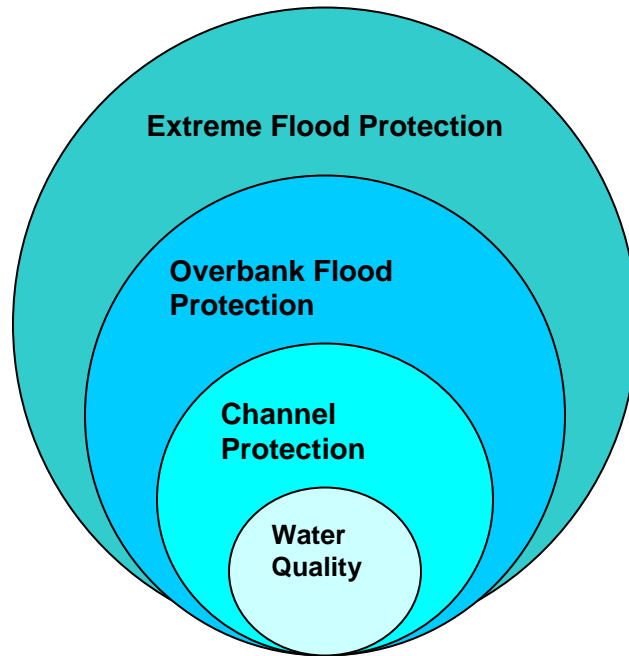 Extreme Flood Protection
Overbank Flood
Protection
Channel
Protection
Water
Quality